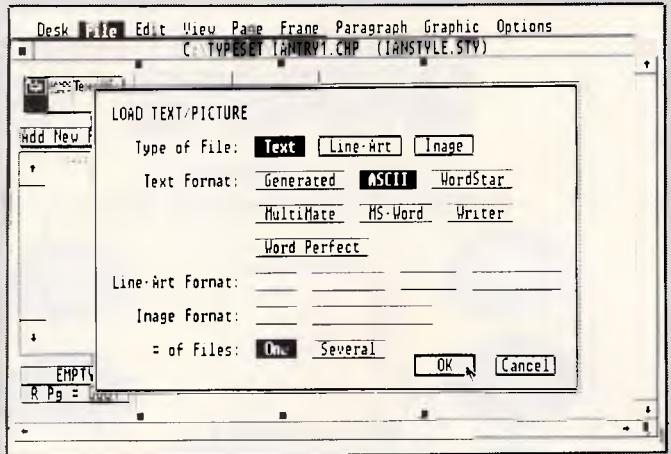 Desk File Edit View Page Frame Paragraph Graphic Options
C:\TYPESET\IANTRY1.CHP (IANSTYLE.STY)
Add New
LOAD TEXT/PICTURE
Type of File: Text Line-Art Image
Text Format: Generated ASCII WordStar
MultiMate MS-Word Writer
Word Perfect
Line-Art Format:
Image Format:
= of Files: One Several
OK Cancel
EMPTY
R Pg =